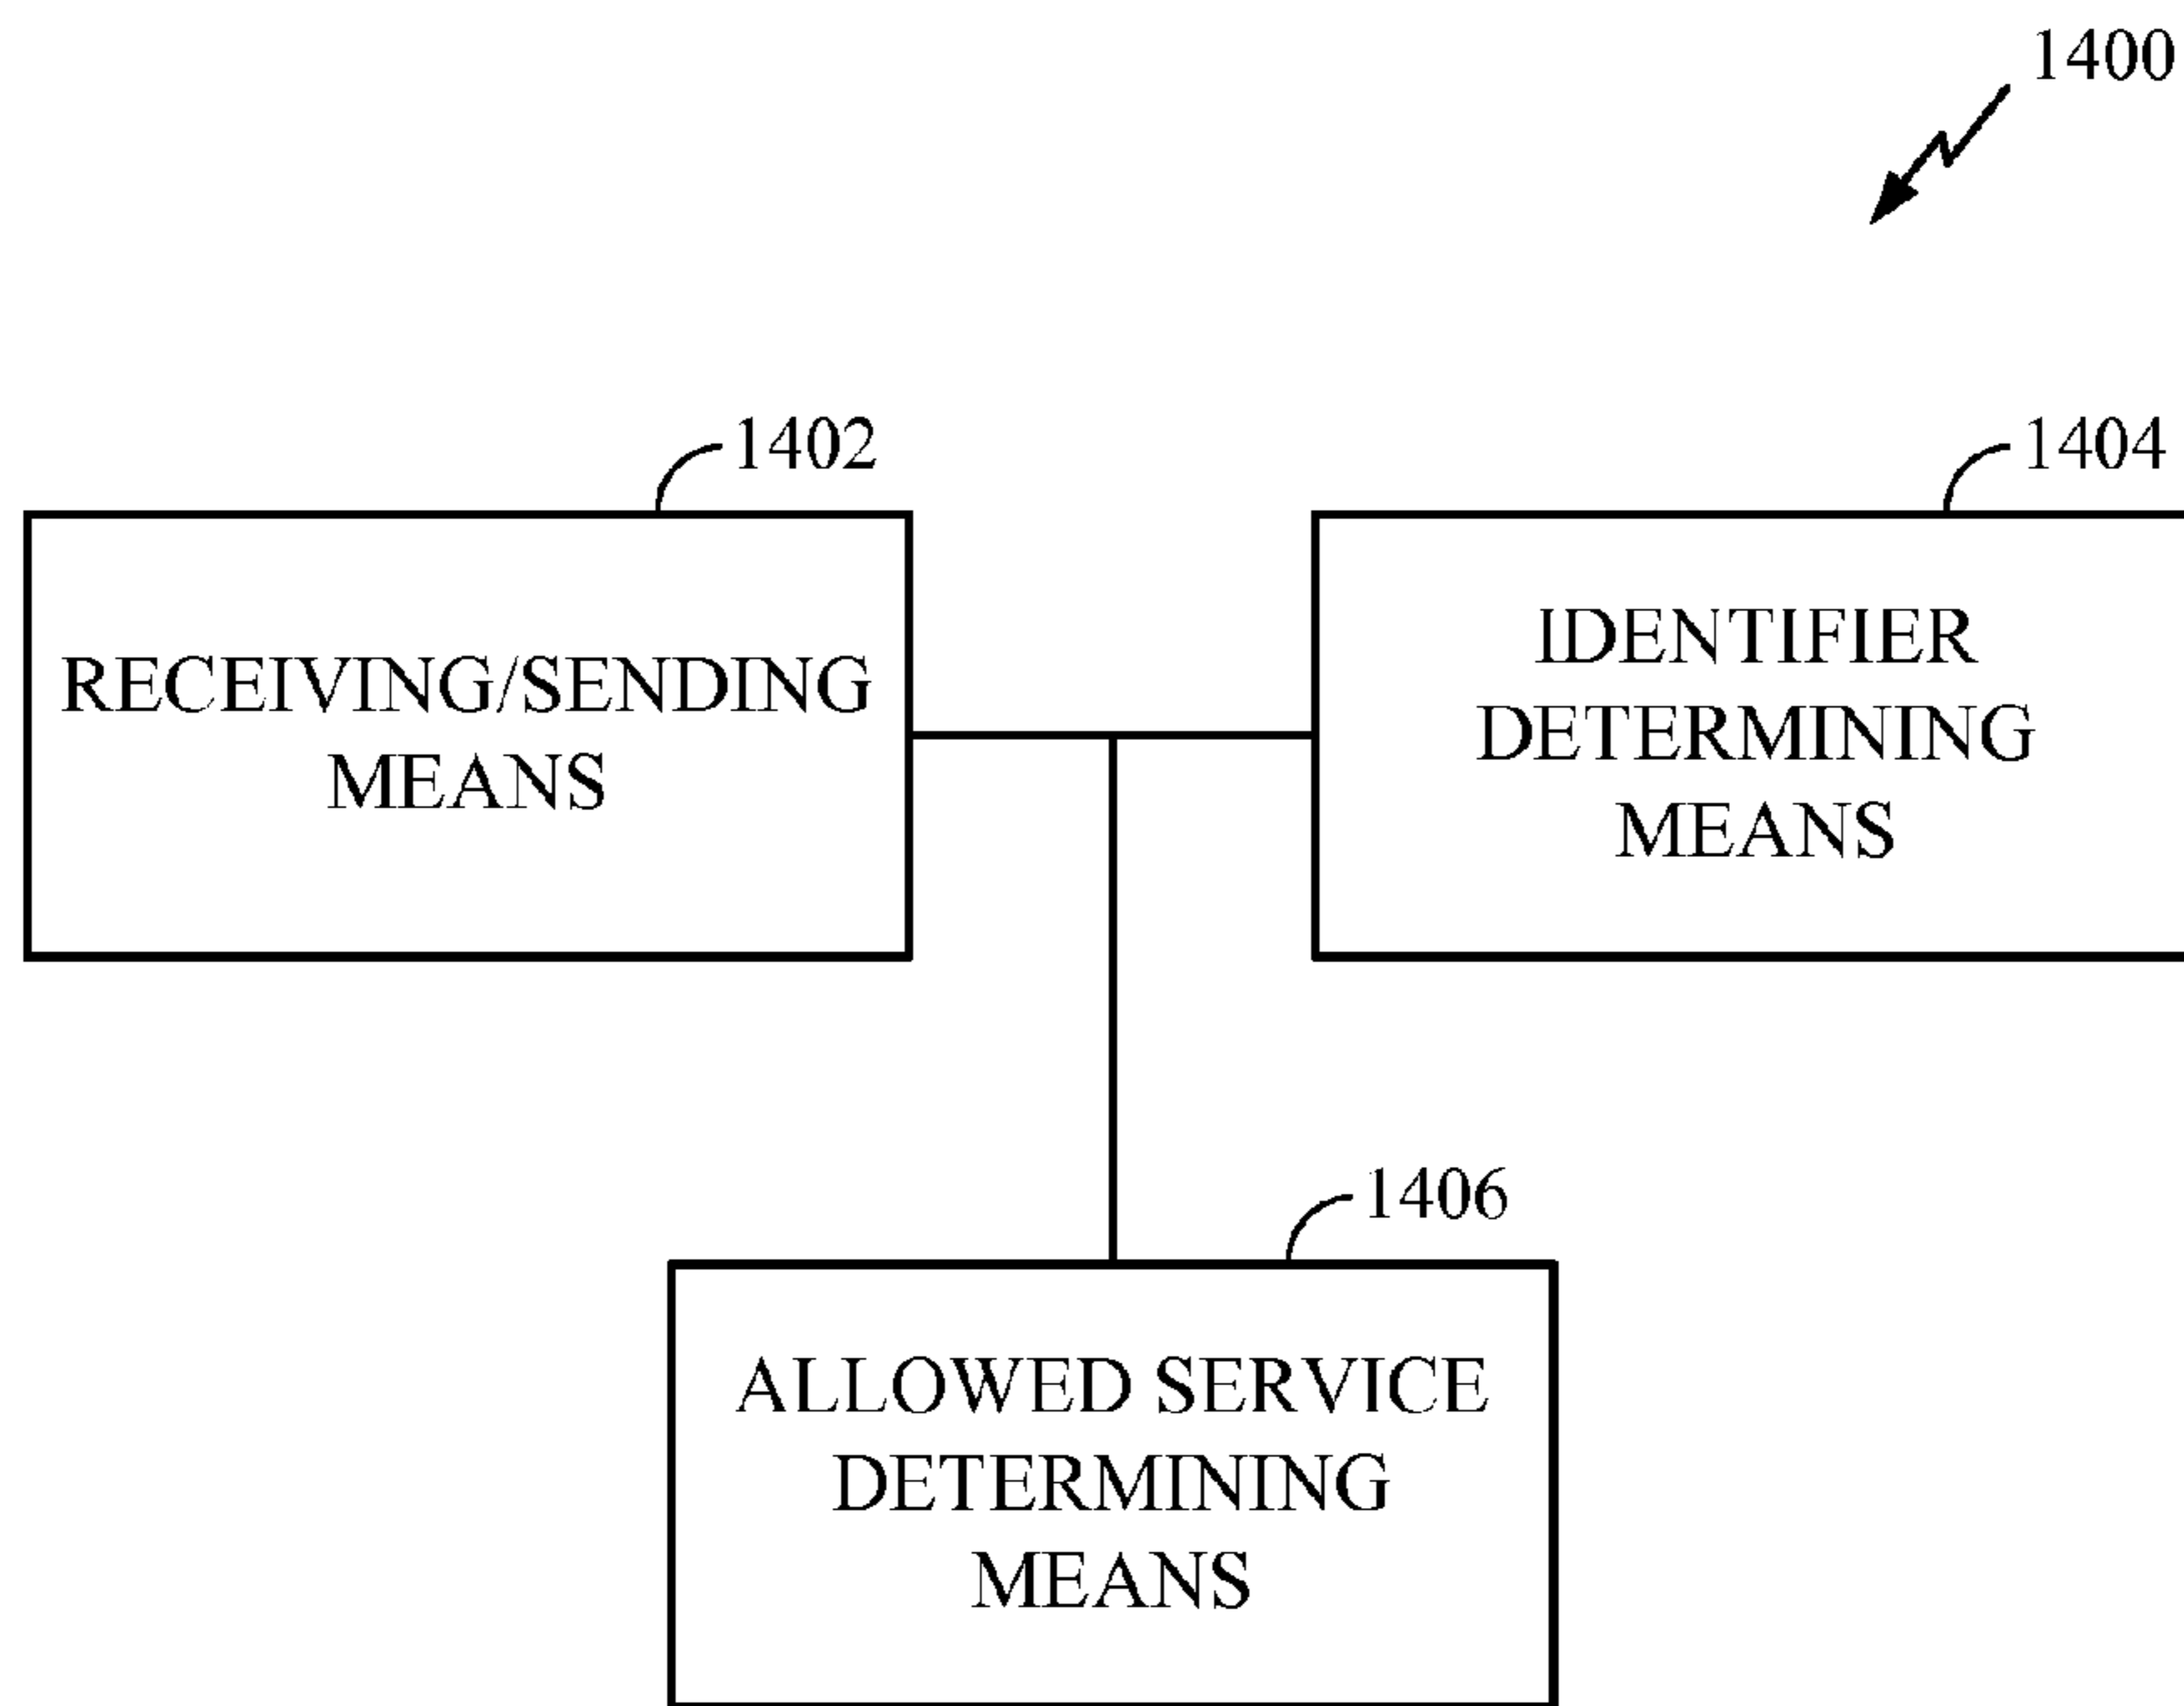 1400
1402
1404
RECEIVING/SENDING
MEANS
IDENTIFIER
DETERMINING
MEANS
1406
ALLOWED SERVICE
DETERMINING
MEANS